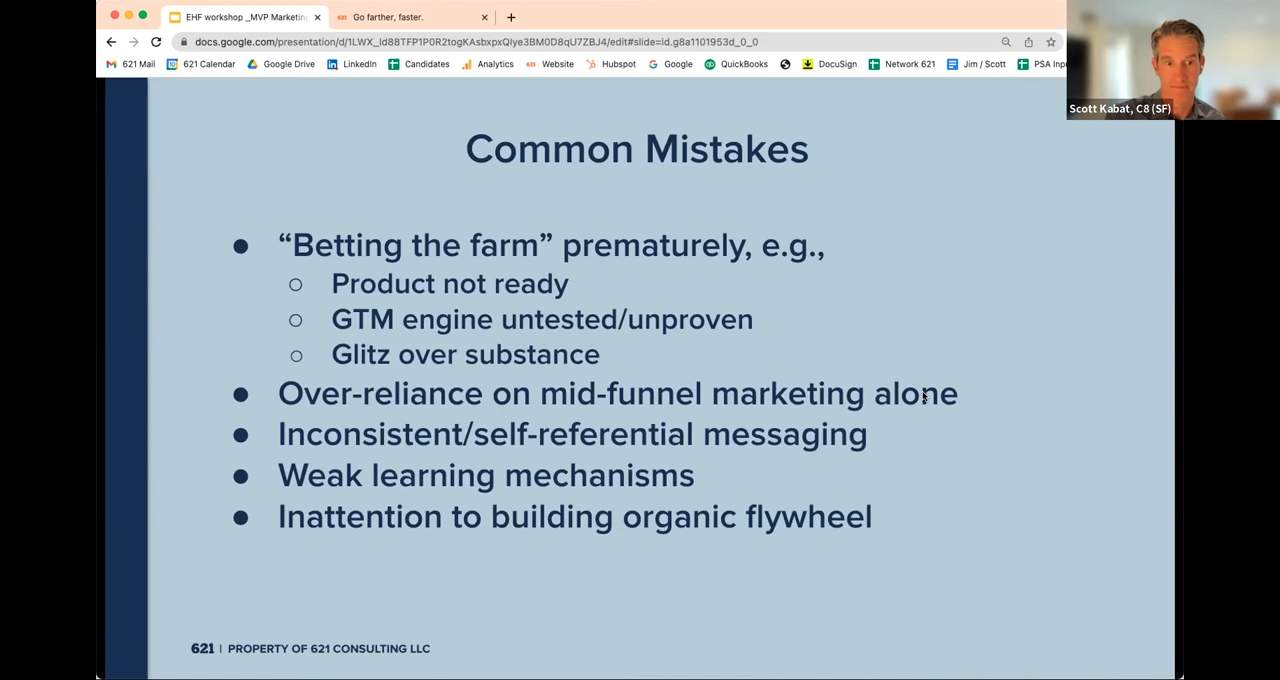 EHF workshop _MVP Marketin
Go farther, faster.
docs.google.com/presentation/d/1LWX_Id88TFP1P0R2togKAsbxpxQIye3BM0D8qU7ZBJ4/edit#slide=id.g8a1101953d_0_0
621 Mail 621 Calendar Google Drive LinkedIn Candidates Analytics 621 Website Hubspot Google QuickBooks DocuSign Network 621 Jim / Scott PSA Inpu
Scott Kabat, C8 (SF)
Common Mistakes
● “Betting the farm” prematurely, e.g.,
○ Product not ready
○ GTM engine untested/unproven
○ Glitz over substance
● Over-reliance on mid-funnel marketing alone
● Inconsistent/self-referential messaging
● Weak learning mechanisms
● Inattention to building organic flywheel
621 | PROPERTY OF 621 CONSULTING LLC